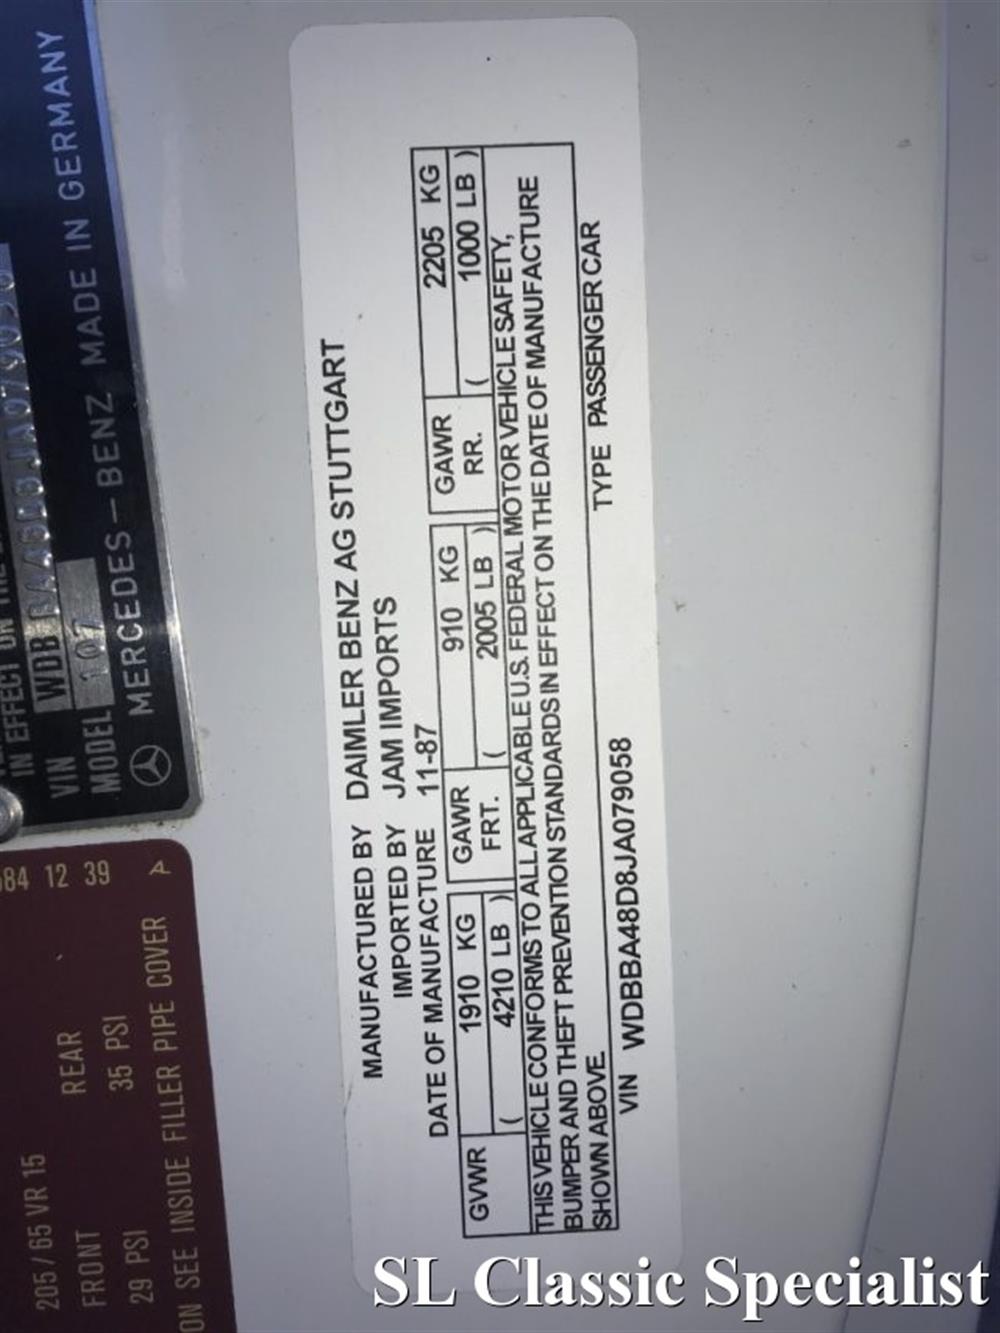 IN EFFECT ON THE
VIN WDB
MODEL 107
MERCEDES-BENZ MADE IN GERMANY
84 12 39 A
205/65 VR 15
FRONT REAR
29 PSI 35 PSI
ON SEE INSIDE FILLER PIPE COVER
MANUFACTURED BY DAIMLER BENZ AG STUTTGART
IMPORTED BY JAM IMPORTS
DATE OF MANUFACTURE 11-87
GVWR 1910 KG GAWR 910 KG GAWR 2205 KG
( 4210 LB ) FRT. ( 2005 LB ) RR. ( 1000 LB )
THIS VEHICLE CONFORMS TO ALL APPLICABLE U.S. FEDERAL MOTOR VEHICLE SAFETY,
BUMPER AND THEFT PREVENTION STANDARDS IN EFFECT ON THE DATE OF MANUFACTURE
SHOWN ABOVE.
VIN WDBBA48D8JA079058 TYPE PASSENGER CAR
SL Classic Specialist